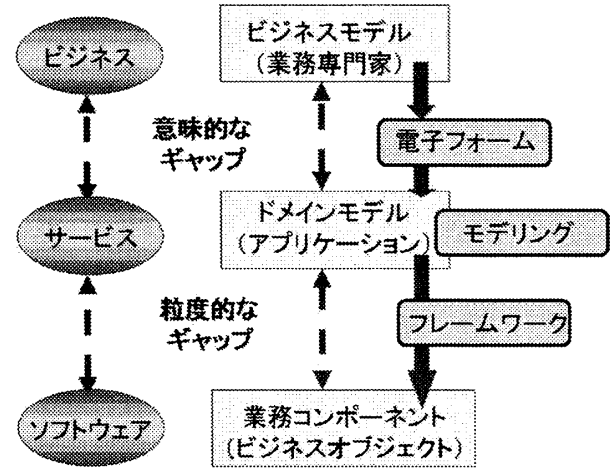 ビジネス
ビジネスモデル
(業務専門家)
意味的な
ギャップ
電子フォーム
サービス
ドメインモデル
(アプリケーション)
モデリング
粒度的な
ギャップ
フレームワーク
ソフトウェア
業務コンポーネント
(ビジネスオブジェクト)